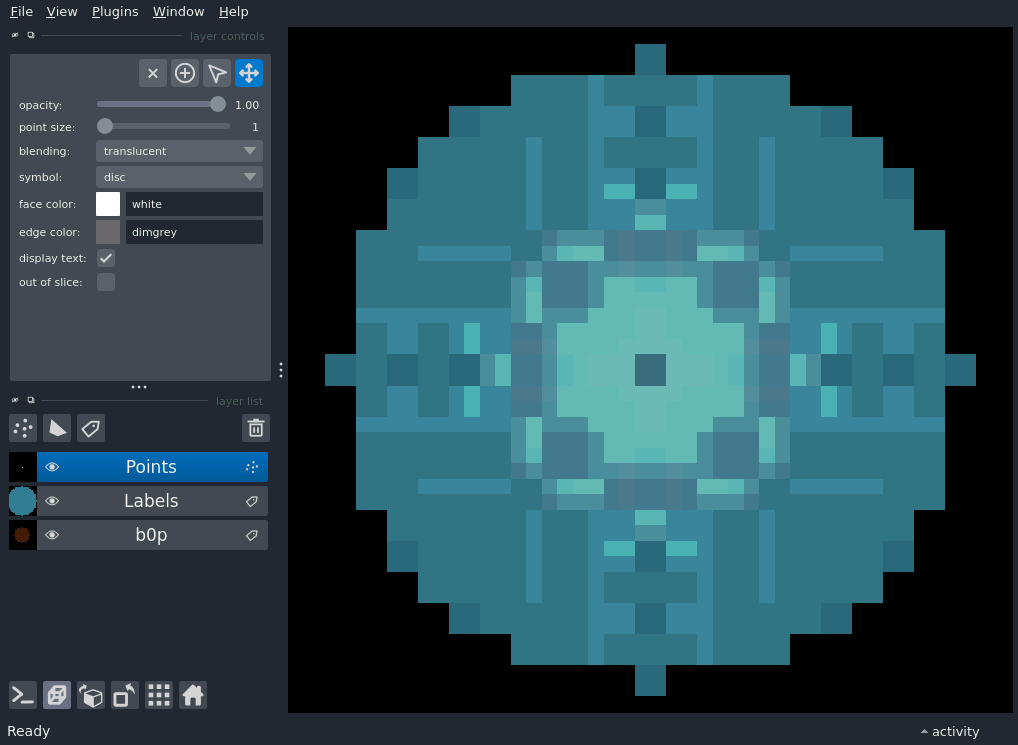 File View Plugins Window Help
layer controls
opacity: 1.00
point size: 1
blending: translucent
symbol: disc
face color: white
edge color: dimgrey
display text:
out of slice:
layer list
Points
Labels
b0p
Ready
activity